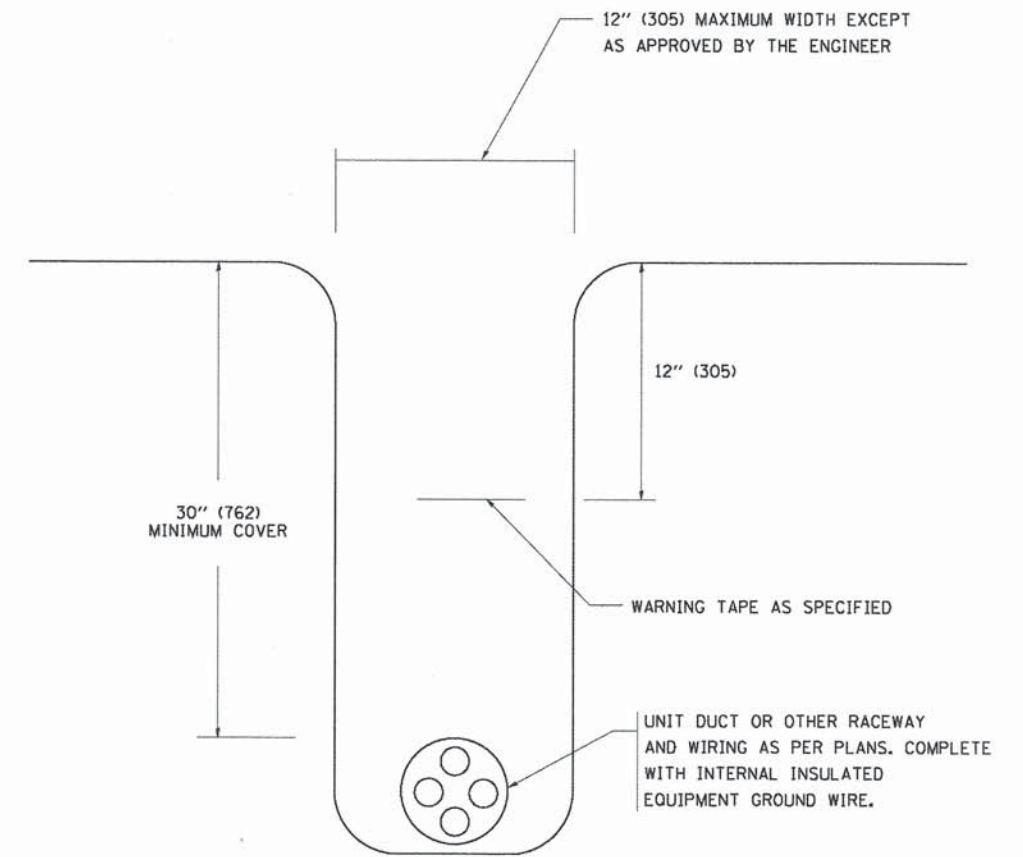 12" (305) MAXIMUM WIDTH EXCEPT
AS APPROVED BY THE ENGINEER
12" (305)
30" (762)
MINIMUM COVER
WARNING TAPE AS SPECIFIED
UNIT DUCT OR OTHER RACEWAY
AND WIRING AS PER PLANS. COMPLETE
WITH INTERNAL INSULATED
EQUIPMENT GROUND WIRE.